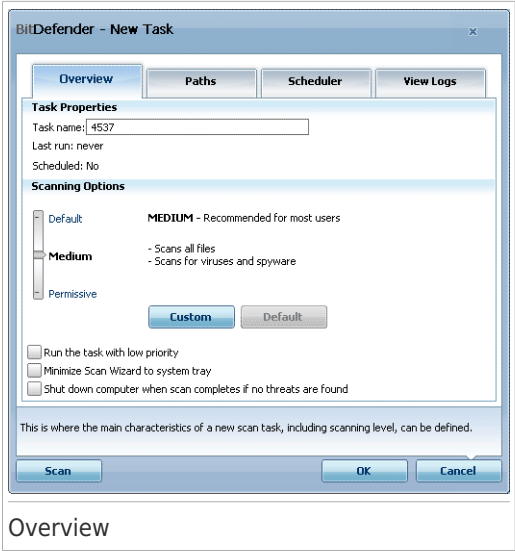 BitDefender - New Task
Overview Paths Scheduler View Logs
Task Properties
Task name: 4537
Last run: never
Scheduled: No
Scanning Options
Default MEDIUM - Recommended for most users
Medium - Scans all files
- Scans for viruses and spyware
Permissive
Custom Default
Run the task with low priority
Minimize Scan Wizard to system tray
Shut down computer when scan completes if no threats are found
This is where the main characteristics of a new scan task, including scanning level, can be defined.
Scan OK Cancel
Overview